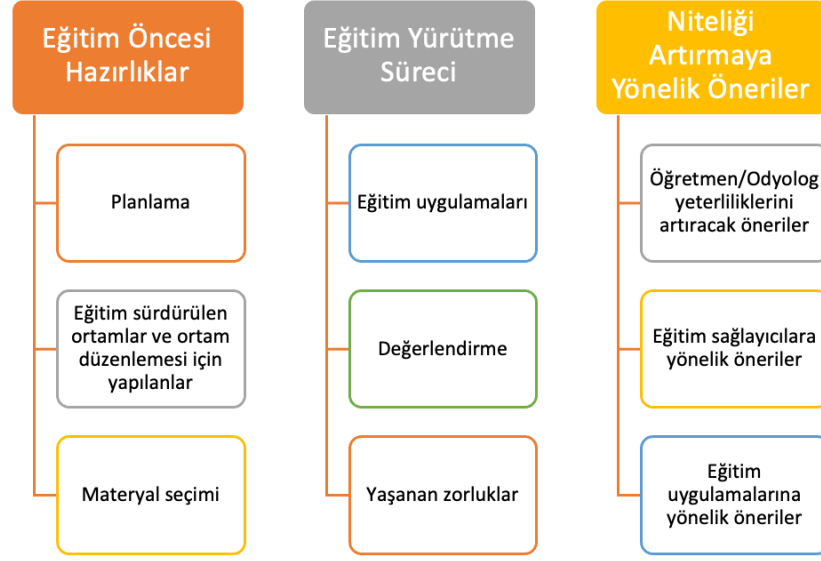 Eğitim Öncesi
Hazırlıklar
Planlama
Eğitim sürdürülen
ortamlar ve ortam
düzenlemesi için
yapılanlar
Materyal seçimi
Eğitim Yürütme
Süreci
Eğitim uygulamaları
Değerlendirme
Yaşanan zorluklar
Niteliği
Artırmaya
Yönelik Öneriler
Öğretmen/Odyolog
yeterliliklerini
artıracak öneriler
Eğitim sağlayıcılara
yönelik öneriler
Eğitim
uygulamalarına
yönelik öneriler